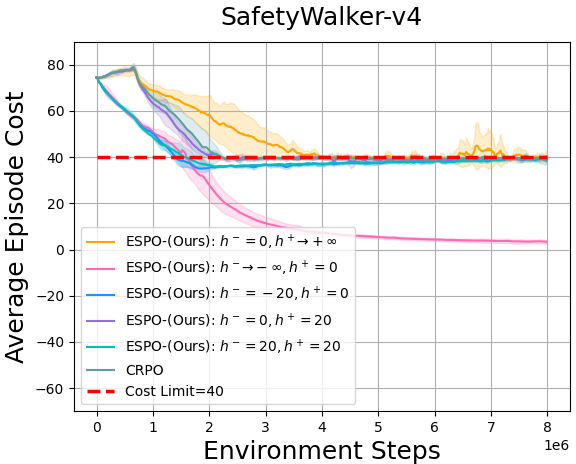 SafetyWalker-v4
Average Episode Cost
80
60
40
20
0
−20
−40
−60
ESPO-(Ours): h⁻ = 0, h⁺ → + ∞
ESPO-(Ours): h⁻ → − ∞, h⁺ = 0
ESPO-(Ours): h⁻ = −20, h⁺ = 0
ESPO-(Ours): h⁻ = 0, h⁺ = 20
ESPO-(Ours): h⁻ = 20, h⁺ = 20
CRPO
Cost Limit=40
0 1 2 3 4 5 6 7 8
1e6
Environment Steps